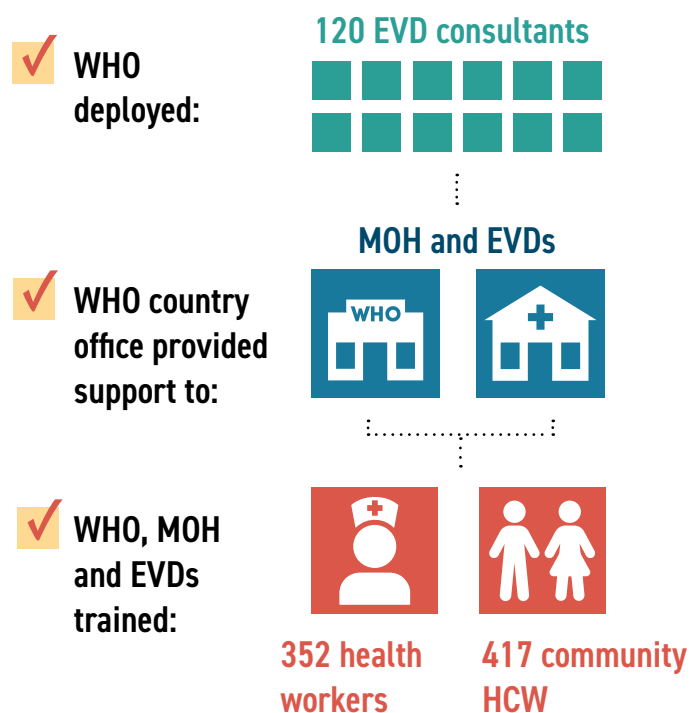 120 EVD consultants
WHO
deployed:
MOH and EVDs
WHO
WHO country
office provided
support to:
WHO, MOH
and EVDs
trained:
352 health
workers
417 community
HCW